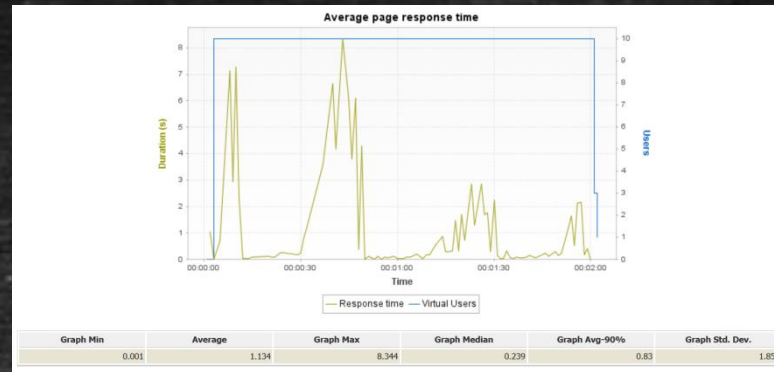 Average page response time
8
7
6
5
4
3
2
1
0
Duration (s)
10
9
8
7
6
5
4
3
2
1
0
Users
00:00:00 00:00:30 00:01:00 00:01:30 00:02:00
Time
Response time Virtual Users
Graph Min Average Graph Max Graph Median Graph Avg-90% Graph Std. Dev.
0.001 1.134 8.344 0.239 0.83 1.85